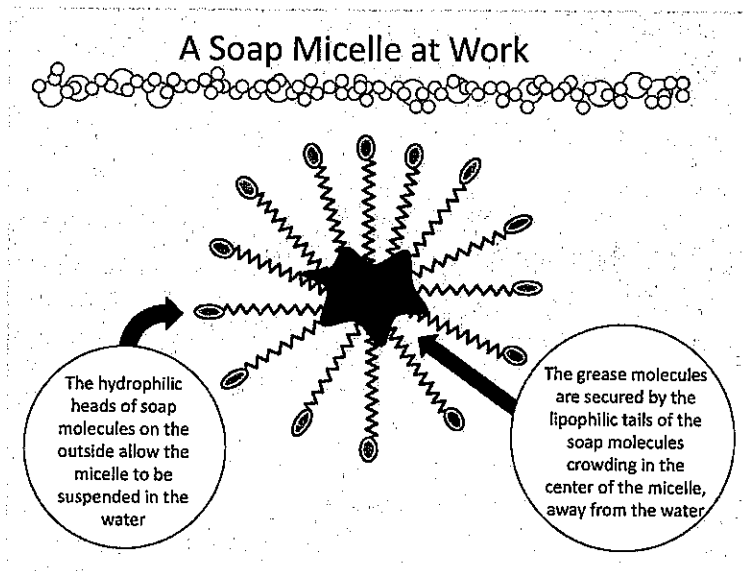 A Soap Micelle at Work
The hydrophilic
heads of soap
molecules on the
outside allow the
micelle to be
suspended in the
water
The grease molecules
are secured by the
lipophilic tails of the
soap molecules
crowding in the
center of the micelle,
away from the water